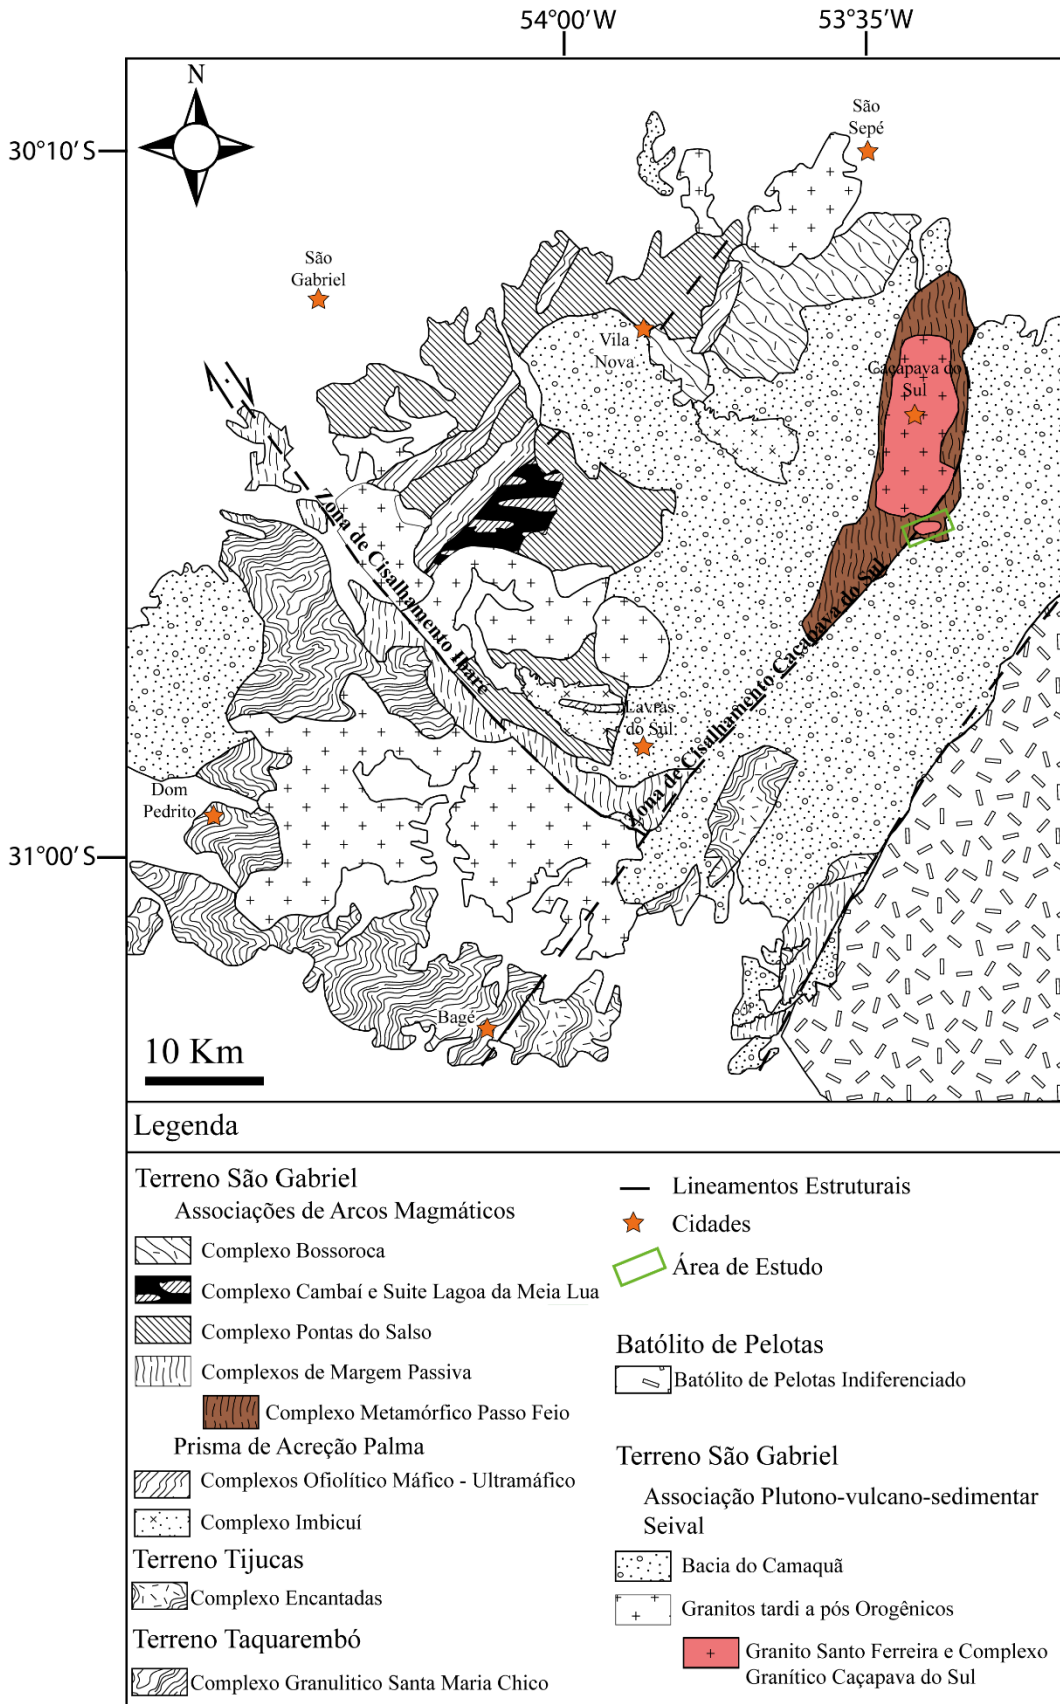 54°00'W
53°35'W
N
São
Sepé
30°10'S
São
Gabriel
Vila
Nova
Caçapava do
Sul
Zona de Cisalhamento Ibaré
Zona de Cisalhamento Caçapava do Sul
Lavras
do Sul
Dom
Pedrito
31°00'S
Bagé
10 Km
Legenda
Terreno São Gabriel
Associações de Arcos Magmáticos
Complexo Bossoroca
Complexo Cambaí e Suite Lagoa da Meia Lua
Complexo Pontas do Salso
Complexos de Margem Passiva
Complexo Metamórfico Passo Feio
Prisma de Acreção Palma
Complexos Ofiolítico Máfico - Ultramáfico
Complexo Imbicuí
Terreno Tijucas
Complexo Encantadas
Terreno Taquarembó
Complexo Granulitico Santa Maria Chico
Lineamentos Estruturais
Cidades
Área de Estudo
Batólito de Pelotas
Batólito de Pelotas Indiferenciado
Terreno São Gabriel
Associação Plutono-vulcano-sedimentar
Seival
Bacia do Camaquã
Granitos tardi a pós Orogênicos
Granito Santo Ferreira e Complexo
Granítico Caçapava do Sul